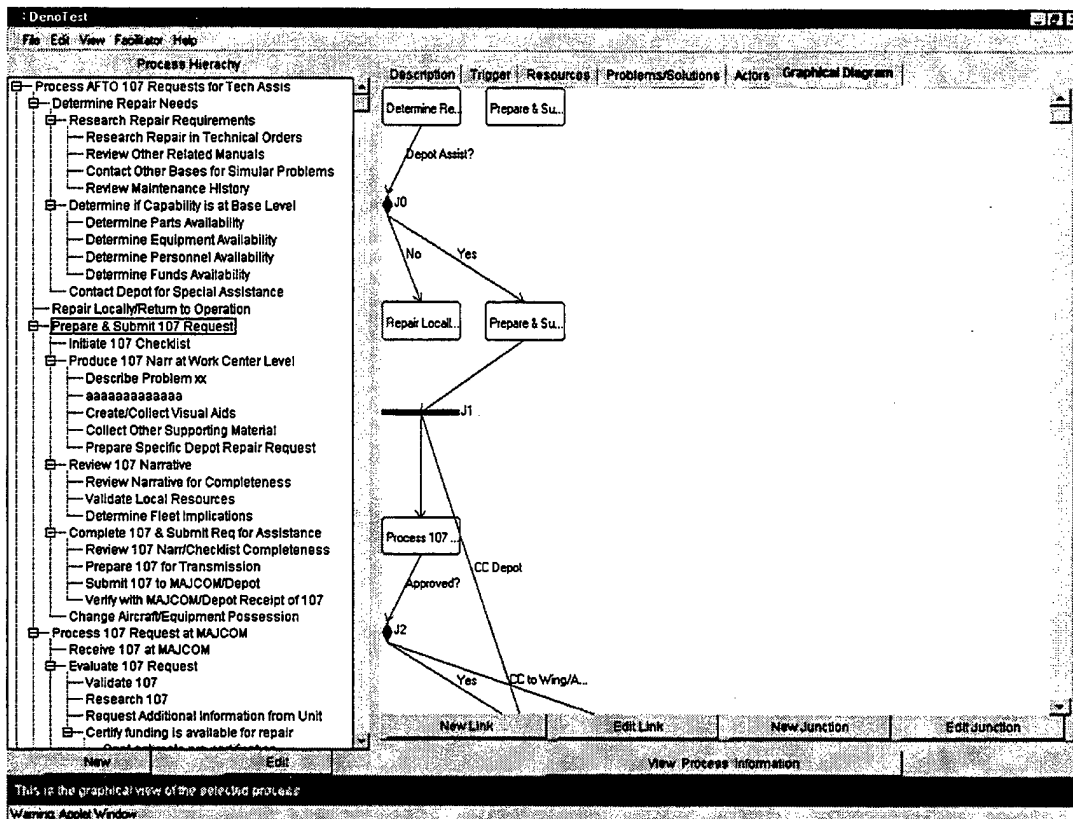 : DenoTest
File Edit View Facilitator Help
Process Hierachy
Process AFTO 107 Requests for Tech Assis
Determine Repair Needs
Research Repair Requirements
Research Repair in Technical Orders
Review Other Related Manuals
Contact Other Bases for Simular Problems
Review Maintenance History
Determine if Capability is at Base Level
Determine Parts Availability
Determine Equipment Availability
Determine Personnel Availability
Determine Funds Availability
Contact Depot for Special Assistance
Repair Locally/Return to Operation
Prepare & Submit 107 Request
Initiate 107 Checklist
Produce 107 Narr at Work Center Level
Describe Problem xx
aaaaaaaaaaaaa
Create/Collect Visual Aids
Collect Other Supporting Material
Prepare Specific Depot Repair Request
Review 107 Narrative
Review Narrative for Completeness
Validate Local Resources
Determine Fleet Implications
Complete 107 & Submit Req for Assistance
Review 107 Narr/Checklist Completeness
Prepare 107 for Transmission
Submit 107 to MAJCOM/Depot
Verify with MAJCOM/Depot Receipt of 107
Change Aircraft/Equipment Possession
Process 107 Request at MAJCOM
Receive 107 at MAJCOM
Evaluate 107 Request
Validate 107
Research 107
Request Additional Information from Unit
Certify funding is available for repair
New Edit
Description Trigger Resources Problems/Solutions Actors Graphical Diagram
Determine Re... Prepare & Su...
Depot Assist?
J0
No Yes
Repair Locall... Prepare & Su...
J1
Process 107 ...
CC Depot
Approved?
J2
Yes CC to Wing/A...
New Link Edit Link New Junction Edit Junction
View Process Information
This is the graphical view of the selected process
Warning: Applet Window